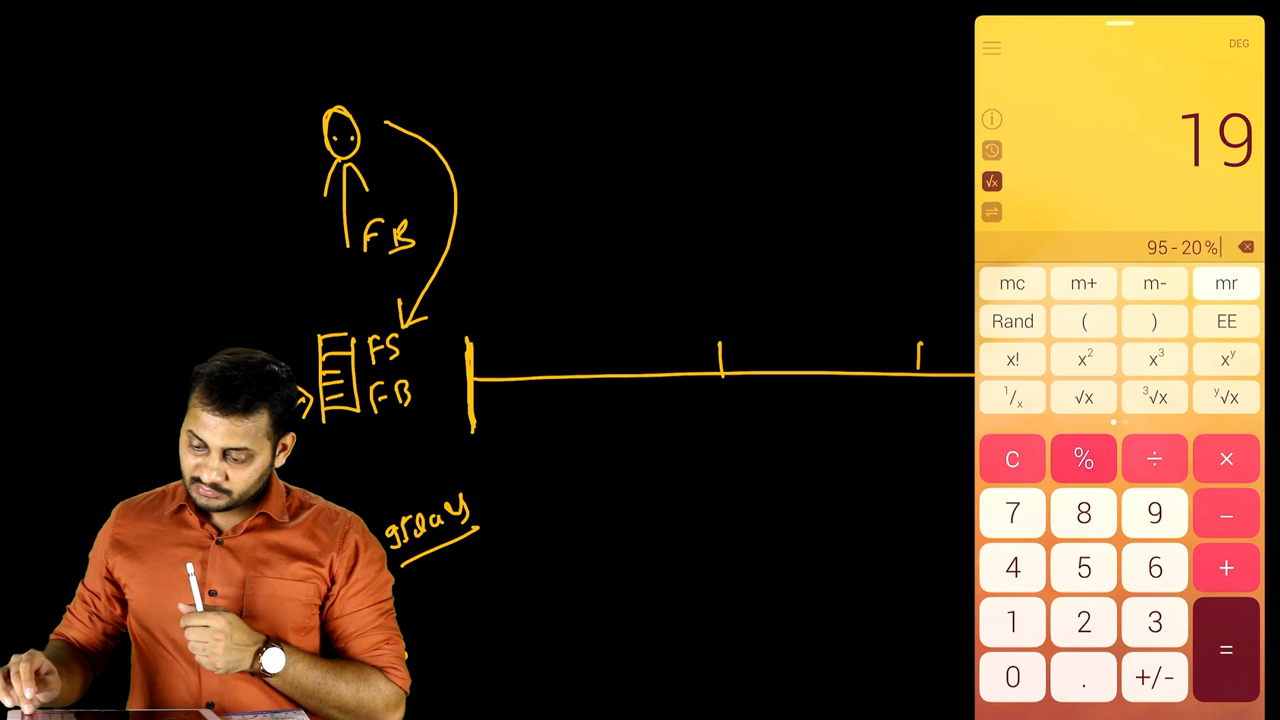 FB
FS
FB
95day
DEG
19
95-20%
mc m+ m- mr
Rand ( ) EE
x! x² x³ xʸ
1/x √x ³√x ʸ√x
C % ÷ ×
7 8 9 −
4 5 6 +
1 2 3 =
0 . +/-